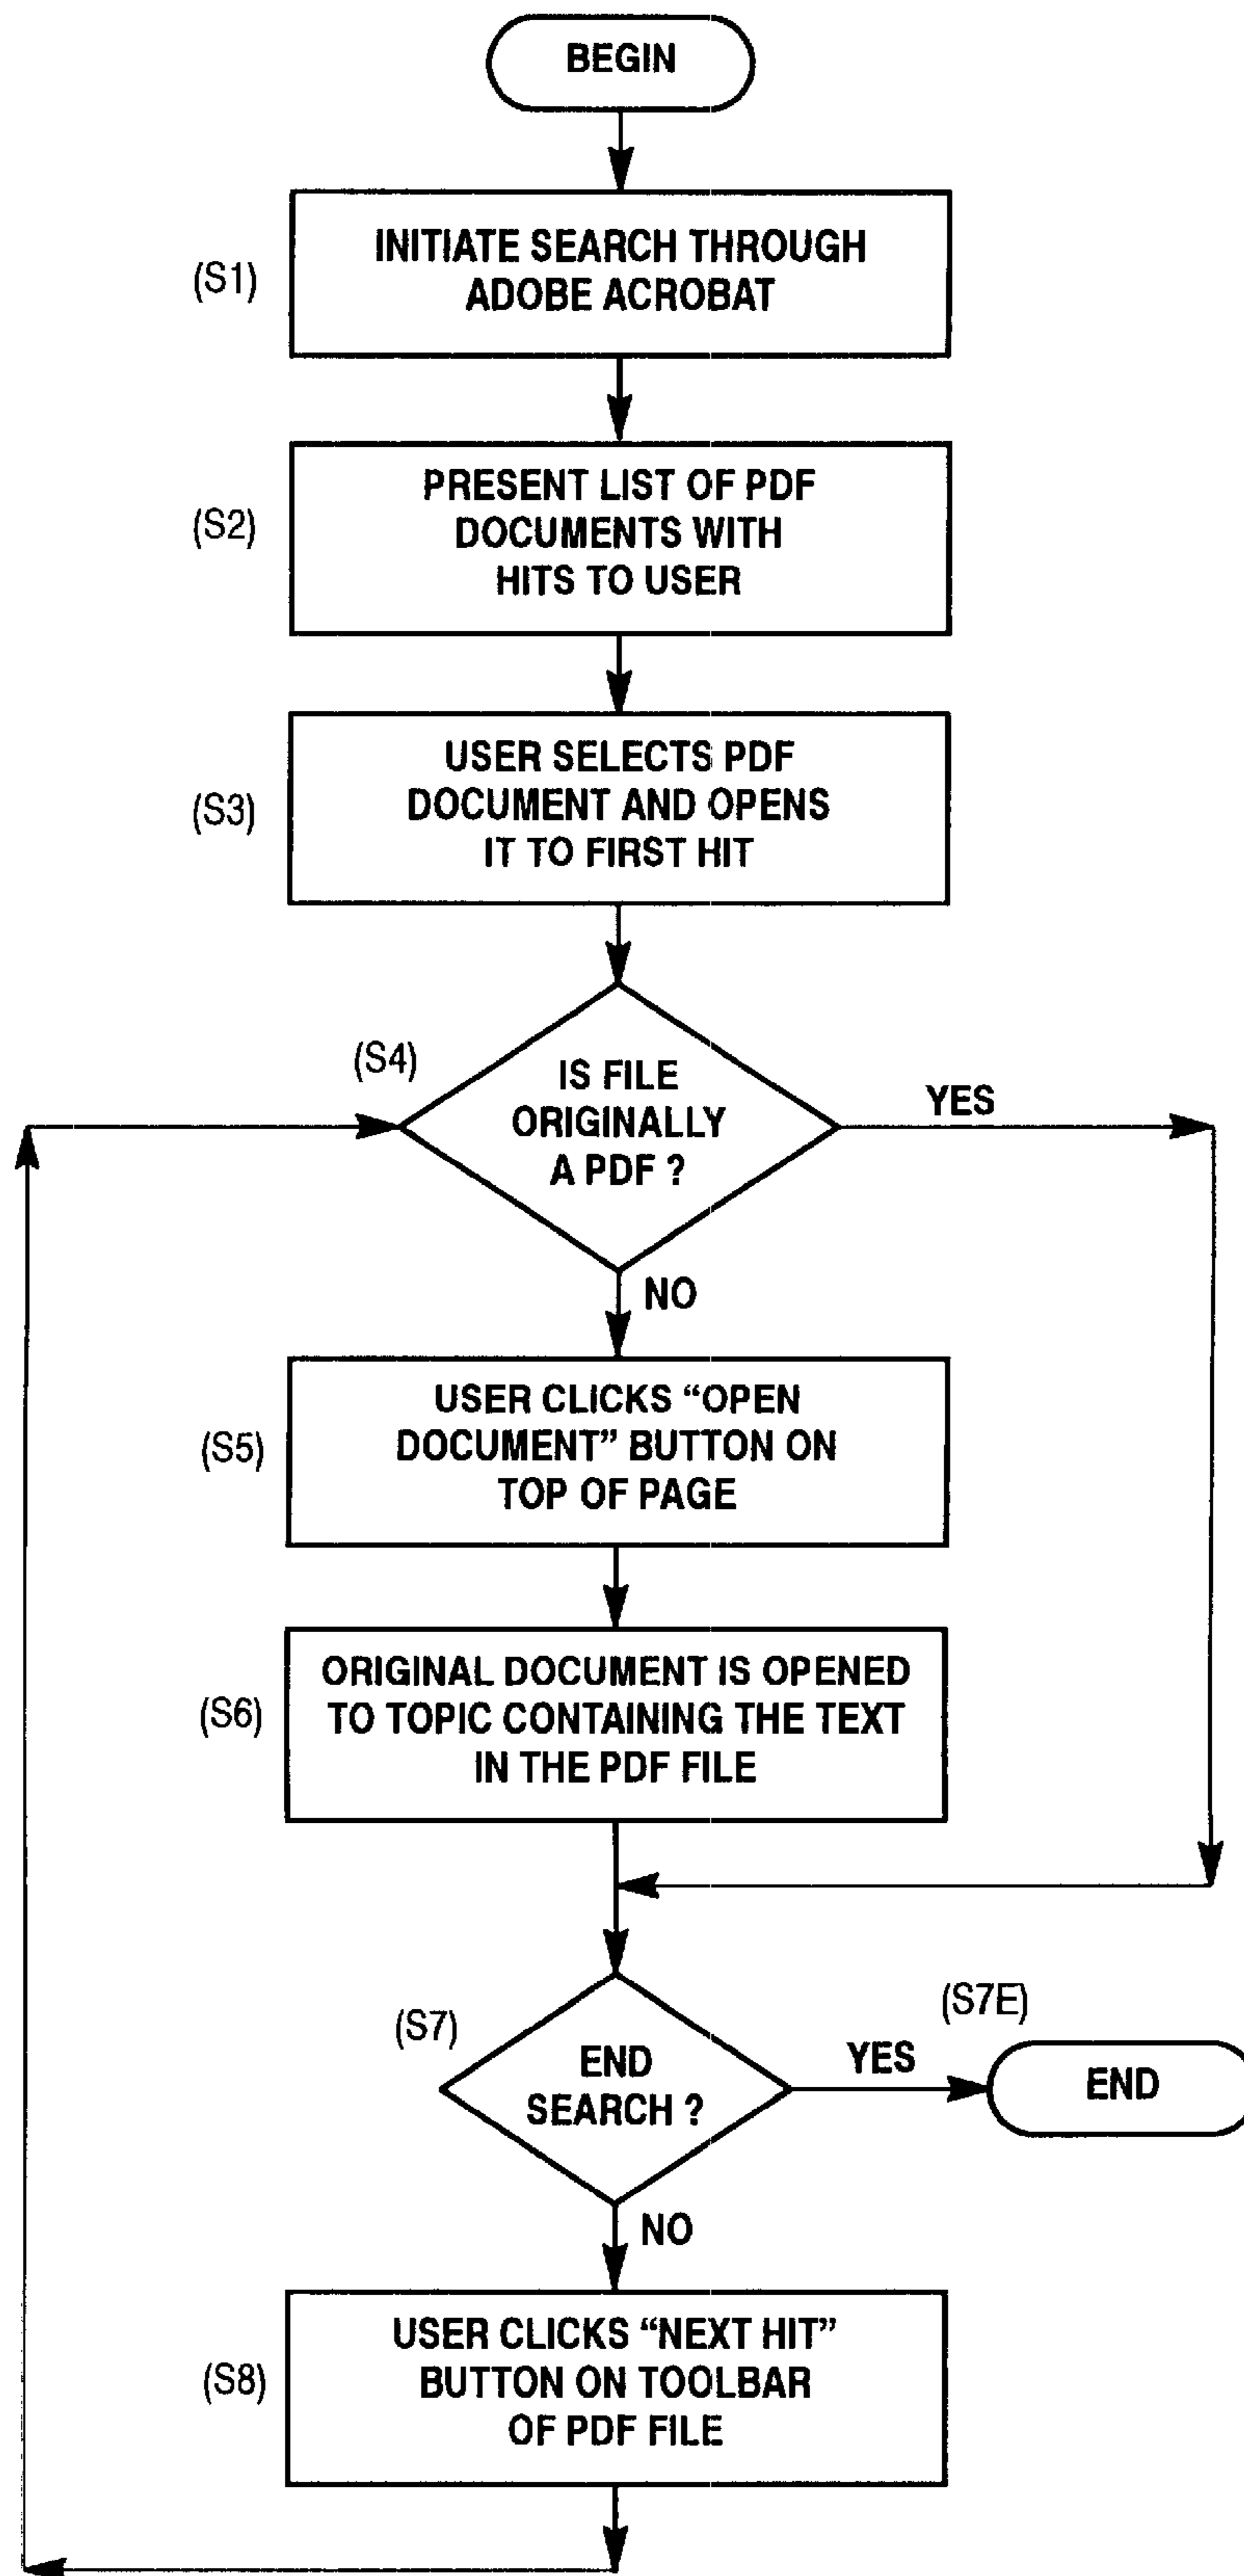 BEGIN
(S1)
INITIATE SEARCH THROUGH
ADOBE ACROBAT
(S2)
PRESENT LIST OF PDF
DOCUMENTS WITH
HITS TO USER
(S3)
USER SELECTS PDF
DOCUMENT AND OPENS
IT TO FIRST HIT
(S4)
IS FILE
ORIGINALLY
A PDF ?
YES
NO
(S5)
USER CLICKS “OPEN
DOCUMENT” BUTTON ON
TOP OF PAGE
(S6)
ORIGINAL DOCUMENT IS OPENED
TO TOPIC CONTAINING THE TEXT
IN THE PDF FILE
(S7)
END
SEARCH ?
YES
(S7E)
END
NO
(S8)
USER CLICKS “NEXT HIT”
BUTTON ON TOOLBAR
OF PDF FILE